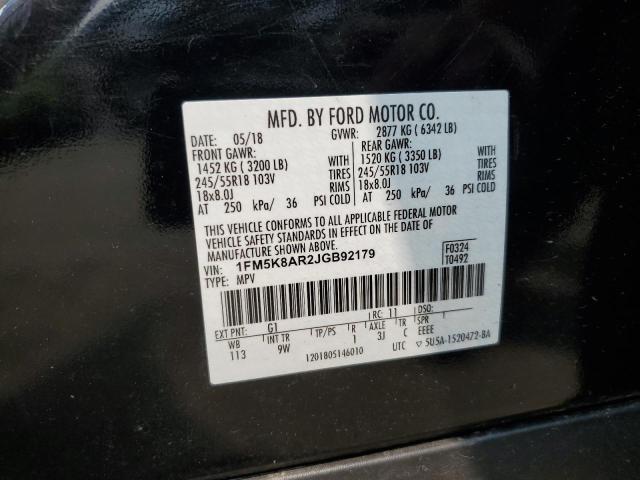 MFD. BY FORD MOTOR CO.
DATE: 05/18 GVWR: 2877 KG ( 6342 LB)
FRONT GAWR: REAR GAWR:
1452 KG ( 3200 LB) WITH 1520 KG ( 3350 LB) WITH
245/55R18 103V TIRES 245/55R18 103V TIRES
18x8.0J RIMS 18x8.0J RIMS
AT 250 kPa/ 36 PSI COLD AT 250 kPa/ 36 PSI COLD
THIS VEHICLE CONFORMS TO ALL APPLICABLE FEDERAL MOTOR
VEHICLE SAFETY STANDARDS IN EFFECT ON THE DATE OF
MANUFACTURE SHOWN ABOVE.
VIN: 1FM5K8AR2JGB92179 F0324
TYPE: MPV T0492
EXT PNT: G1 RC: 11 DSO:
WB INT TR TP/PS R AXLE TR SPR
113 9W 1 3J C EEEE
1201805146010 UTC ▽ 5U5A-1520472-BA